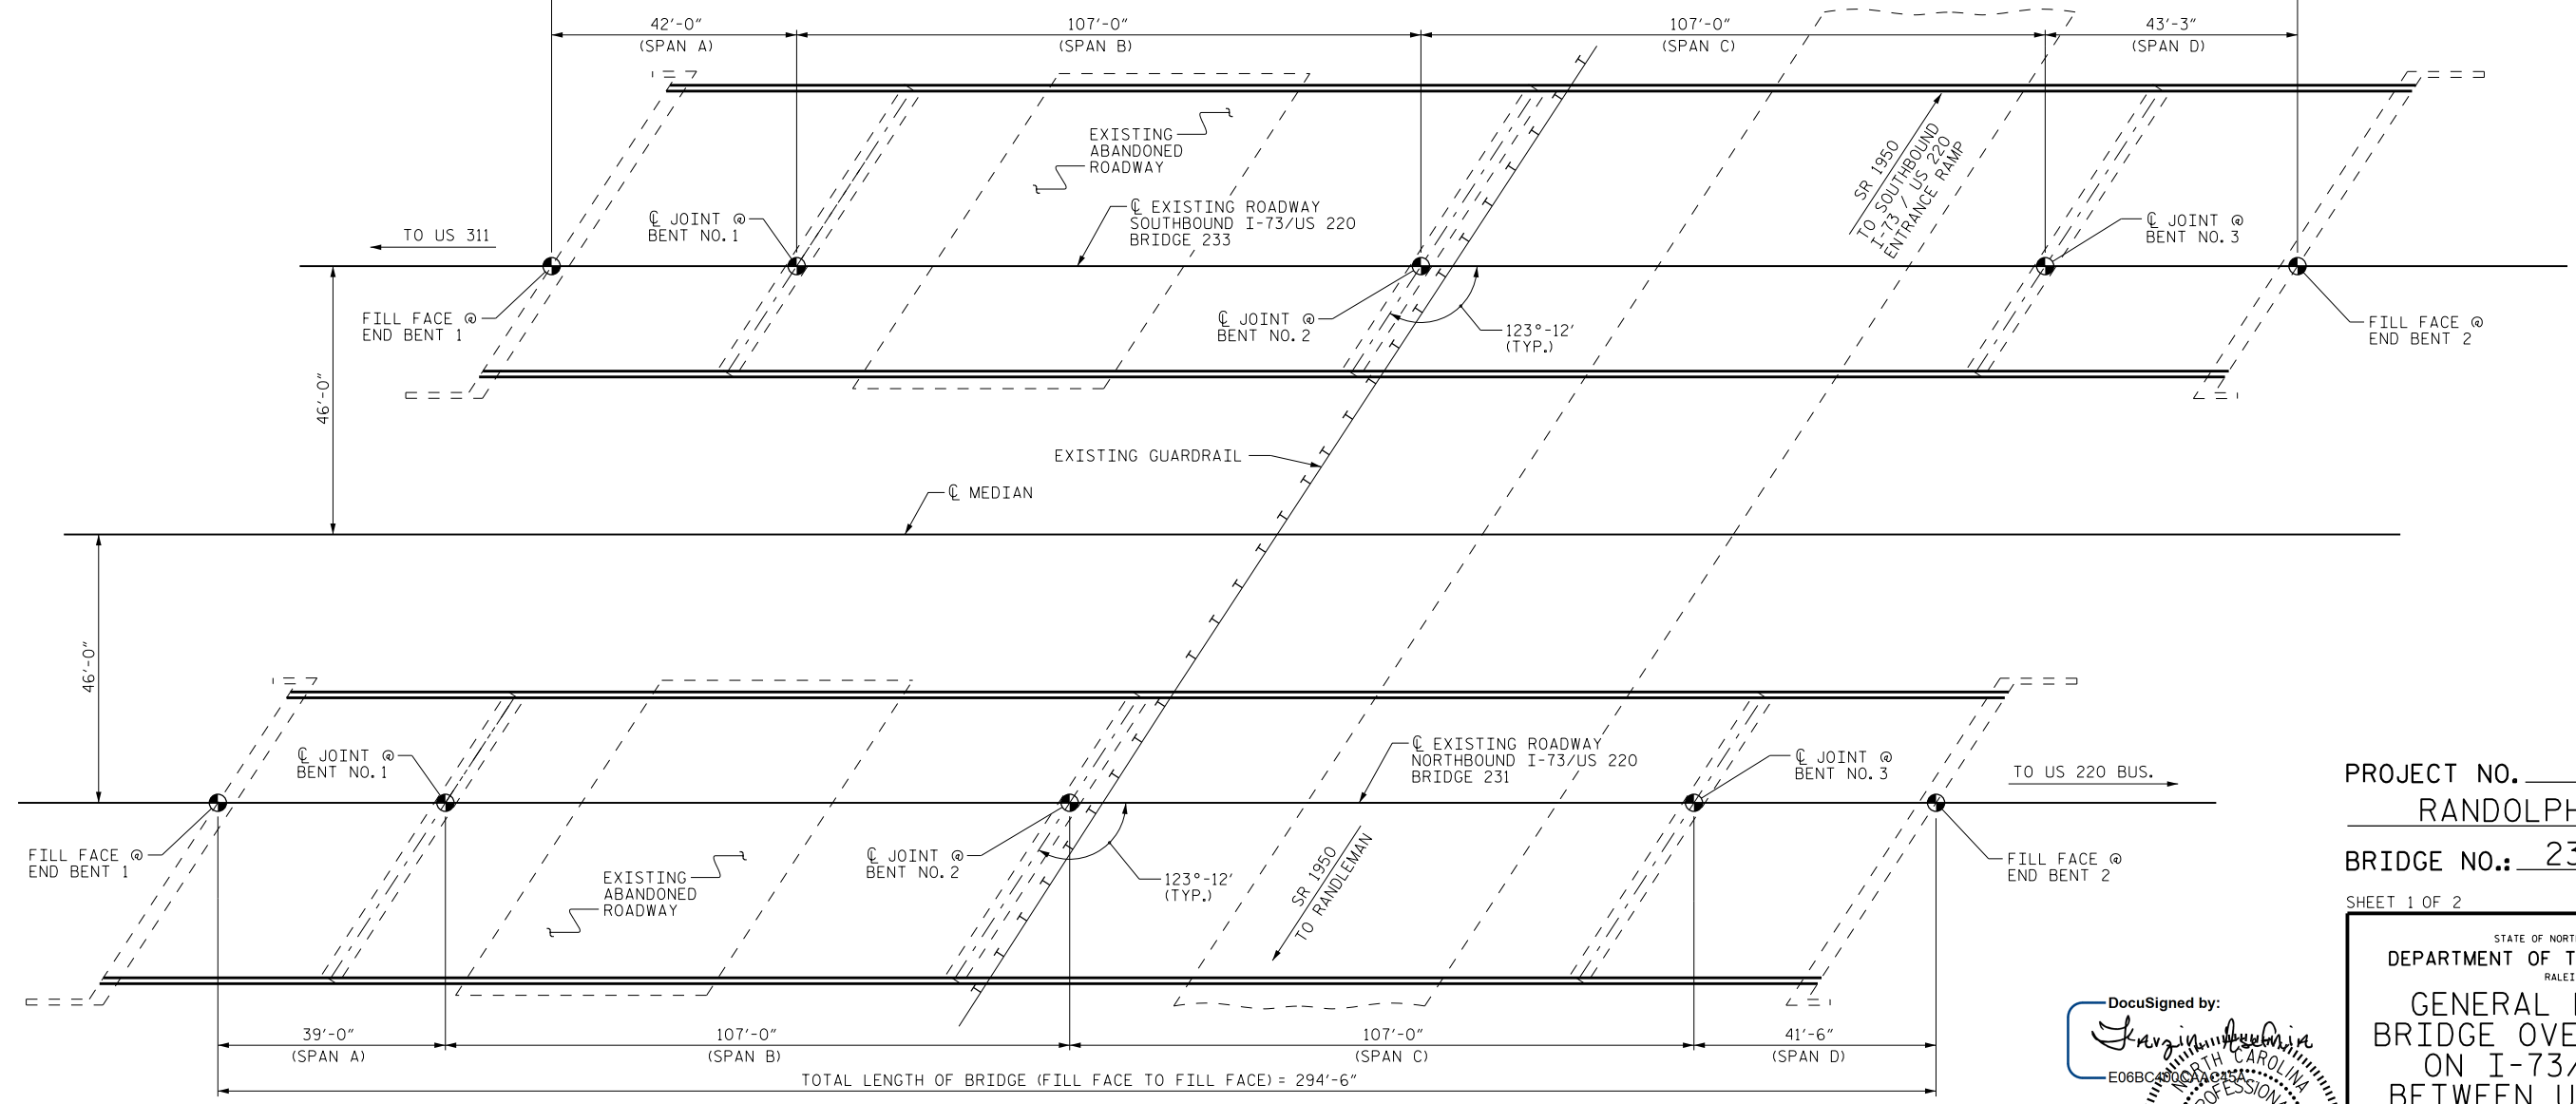 42'-0"
(SPAN A)
107'-0"
(SPAN B)
107'-0"
(SPAN C)
43'-3"
(SPAN D)
EXISTING
ABANDONED
ROADWAY
SR 1950
TO SOUTHBOUND
I-73 / US 220
ENTRANCE RAMP
TO US 311
℄ JOINT @
BENT NO. 1
℄ EXISTING ROADWAY
SOUTHBOUND I-73/US 220
BRIDGE 233
℄ JOINT @
BENT NO. 3
FILL FACE @
END BENT 1
℄ JOINT @
BENT NO. 2
123°-12'
(TYP.)
FILL FACE @
END BENT 2
46'-0"
EXISTING GUARDRAIL
℄ MEDIAN
46'-0"
℄ JOINT @
BENT NO. 1
℄ EXISTING ROADWAY
NORTHBOUND I-73/US 220
BRIDGE 231
℄ JOINT @
BENT NO. 3
TO US 220 BUS.
FILL FACE @
END BENT 1
EXISTING
ABANDONED
ROADWAY
℄ JOINT @
BENT NO. 2
123°-12'
(TYP.)
SR 1950
TO RANDLEMAN
FILL FACE @
END BENT 2
39'-0"
(SPAN A)
107'-0"
(SPAN B)
107'-0"
(SPAN C)
41'-6"
(SPAN D)
TOTAL LENGTH OF BRIDGE (FILL FACE TO FILL FACE) = 294'-6"
PROJECT NO.
RANDOLPH
BRIDGE NO.: 23
SHEET 1 OF 2
STATE OF NORT
DEPARTMENT OF T
RALEI
GENERAL
BRIDGE OVE
ON I-73/
BETWEEN U
DocuSigned by:
NORTH CAROLINA